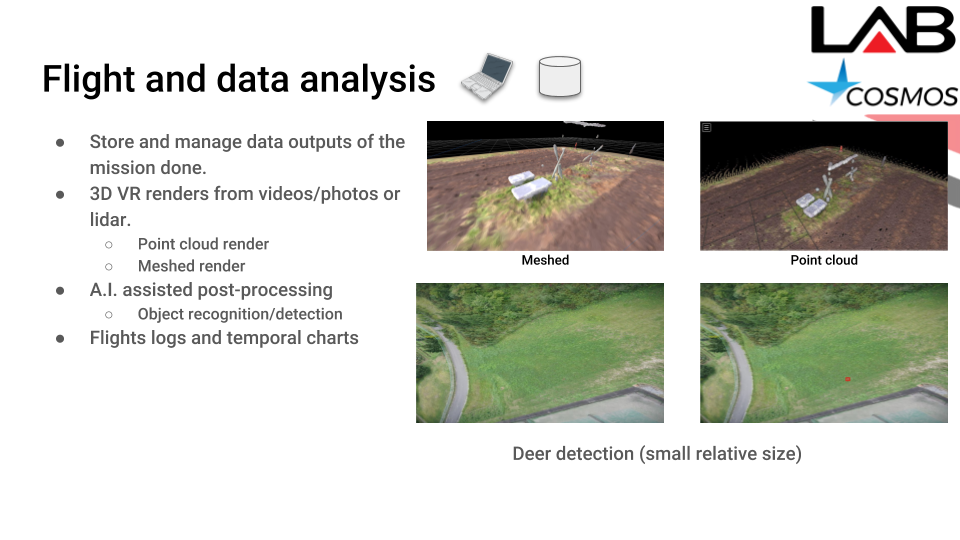 LAB
COSMOS
Flight and data analysis
● Store and manage data outputs of the
mission done.
● 3D VR renders from videos/photos or
lidar.
○ Point cloud render
○ Meshed render
● A.I. assisted post-processing
○ Object recognition/detection
● Flights logs and temporal charts
Meshed
Point cloud
Deer detection (small relative size)